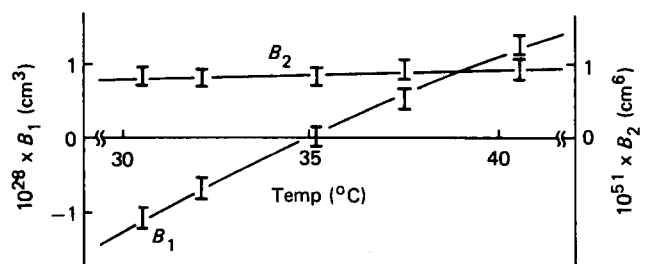 10²⁸ × B₁ (cm³)
1
0
−1
B₂
30
35
40
Temp (°C)
B₁
1
0
10⁵¹ × B₂ (cm⁶)